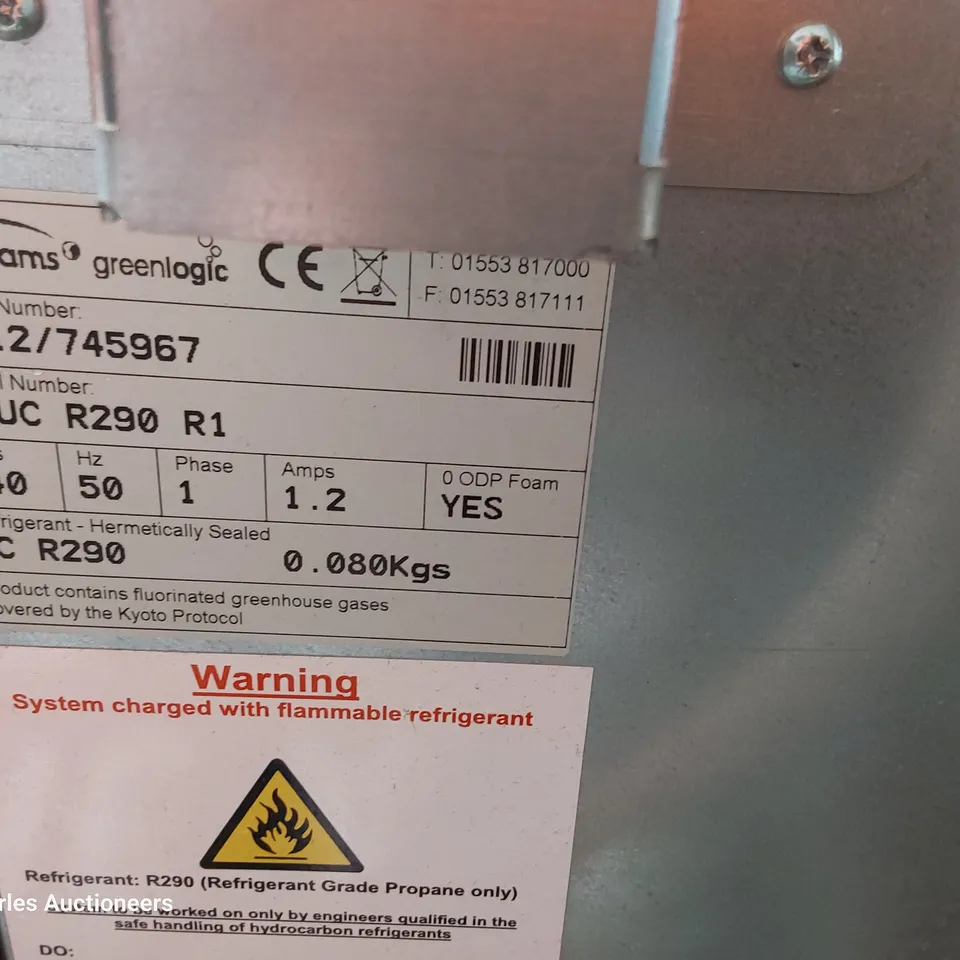 ams greenlogic CE
T: 01553 817000
F: 01553 817111
Number:
.2/745967
Number:
UC R290 R1
Hz
50
Phase
1
Amps
1.2
0 ODP Foam
YES
rigerant - Hermetically Sealed
C R290
0.080Kgs
oduct contains fluorinated greenhouse gases
overed by the Kyoto Protocol
Warning
System charged with flammable refrigerant
Refrigerant: R290 (Refrigerant Grade Propane only)
rles Auctioneers
to be worked on only by engineers qualified in the
safe handling of hydrocarbon refrigerants
DO: